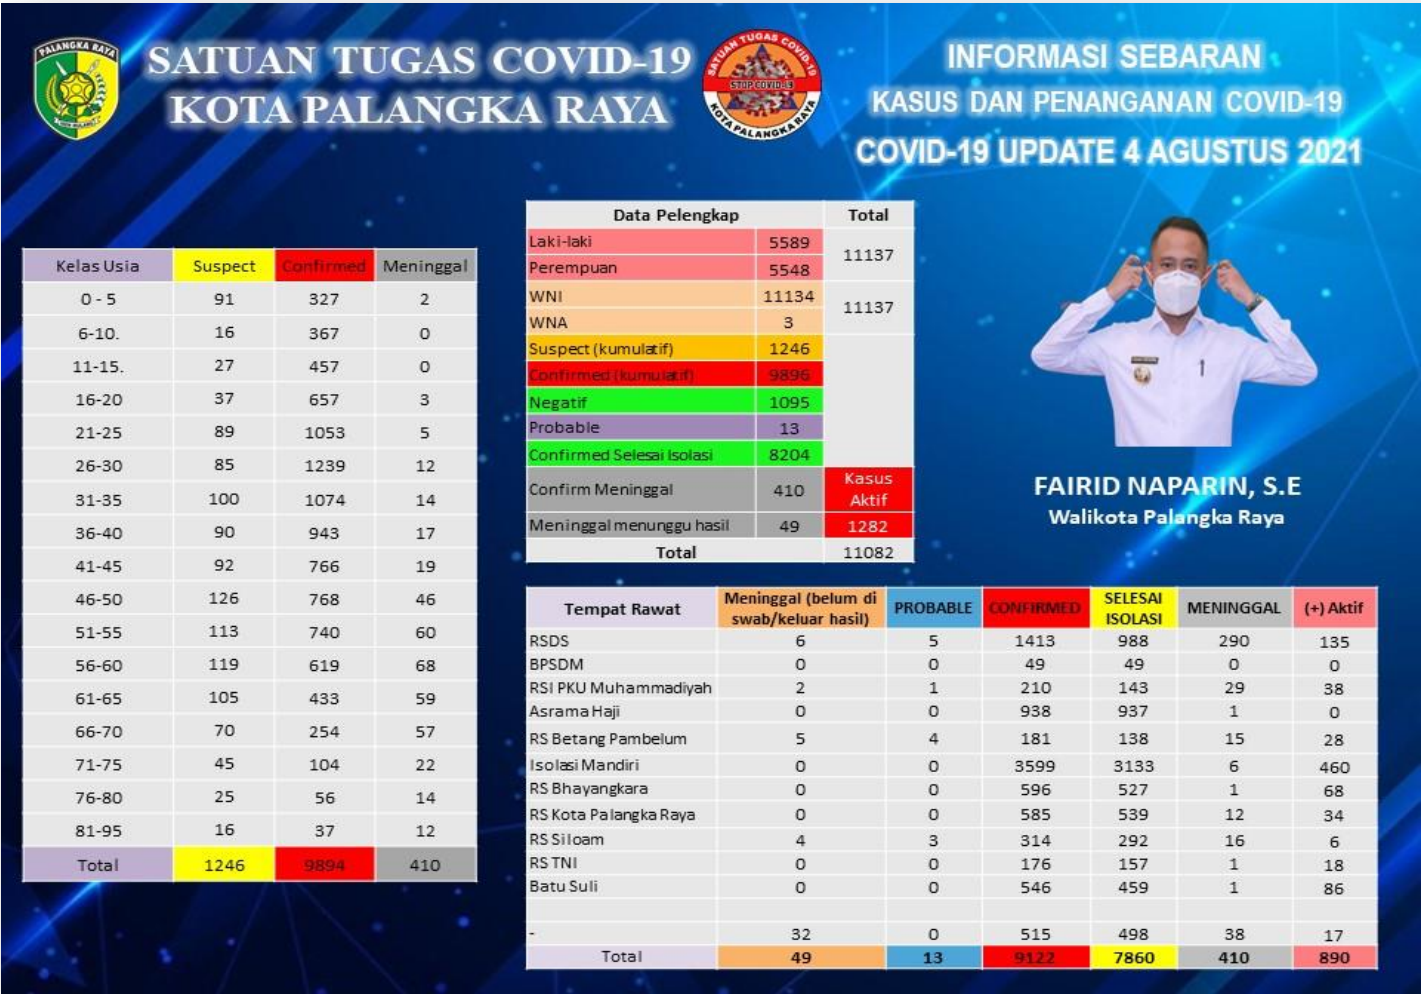 PALANGKA RAYA
SATUAN TUGAS COVID-19
KOTA PALANGKA RAYA
SATUAN TUGAS COVID-19
STOP COVID-19
KOTA PALANGKA RAYA
INFORMASI SEBARAN
KASUS DAN PENANGANAN COVID-19
COVID-19 UPDATE 4 AGUSTUS 2021
Kelas Usia Suspect Confirmed Meninggal
0 - 5 91 327 2
6-10. 16 367 0
11-15. 27 457 0
16-20 37 657 3
21-25 89 1053 5
26-30 85 1239 12
31-35 100 1074 14
36-40 90 943 17
41-45 92 766 19
46-50 126 768 46
51-55 113 740 60
56-60 119 619 68
61-65 105 433 59
66-70 70 254 57
71-75 45 104 22
76-80 25 56 14
81-95 16 37 12
Total 1246 9894 410
Data Pelengkap Total
Laki-laki 5589 11137
Perempuan 5548
WNI 11134 11137
WNA 3
Suspect (kumulatif) 1246
Confirmed (kumulatif) 9896
Negatif 1095
Probable 13
Confirmed Selesai Isolasi 8204
Confirm Meninggal 410 Kasus Aktif
Meninggal menunggu hasil 49 1282
Total 11082
FAIRID NAPARIN, S.E
Walikota Palangka Raya
Tempat Rawat Meninggal (belum di swab/keluar hasil) PROBABLE CONFIRMED SELESAI ISOLASI MENINGGAL (+) Aktif
RSDS 6 5 1413 988 290 135
BPSDM 0 0 49 49 0 0
RSI PKU Muhammadiyah 2 1 210 143 29 38
Asrama Haji 0 0 938 937 1 0
RS Betang Pambelum 5 4 181 138 15 28
Isolasi Mandiri 0 0 3599 3133 6 460
RS Bhayangkara 0 0 596 527 1 68
RS Kota Palangka Raya 0 0 585 539 12 34
RS Siloam 4 3 314 292 16 6
RS TNI 0 0 176 157 1 18
Batu Suli 0 0 546 459 1 86
- 32 0 515 498 38 17
Total 49 13 9122 7860 410 890